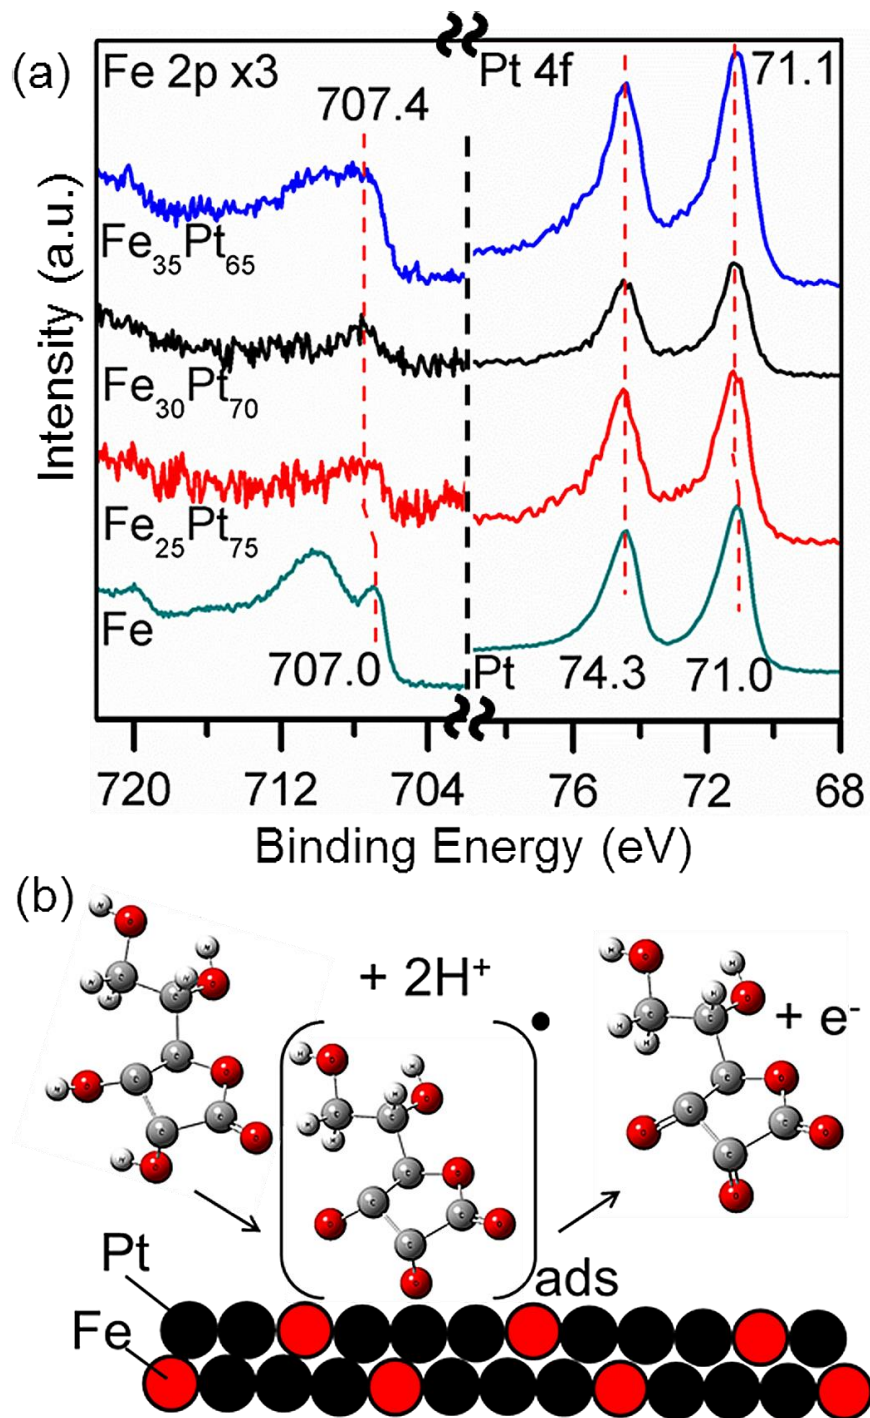 (a)
Fe 2p x3
Pt 4f
71.1
707.4
Intensity (a.u.)
Fe35Pt65
Fe30Pt70
Fe25Pt75
Fe
707.0
Pt
74.3
71.0
720
712
704
76
72
68
Binding Energy (eV)
(b)
+ 2H+
•
+ e-
ads
Pt
Fe